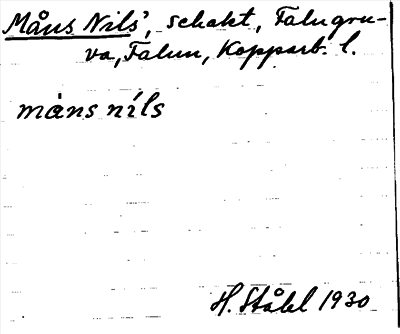 Måns Nils', schakt, Falugru-
va, Falun, Kopparb. l.
måns nils
H. Ståhl 1930